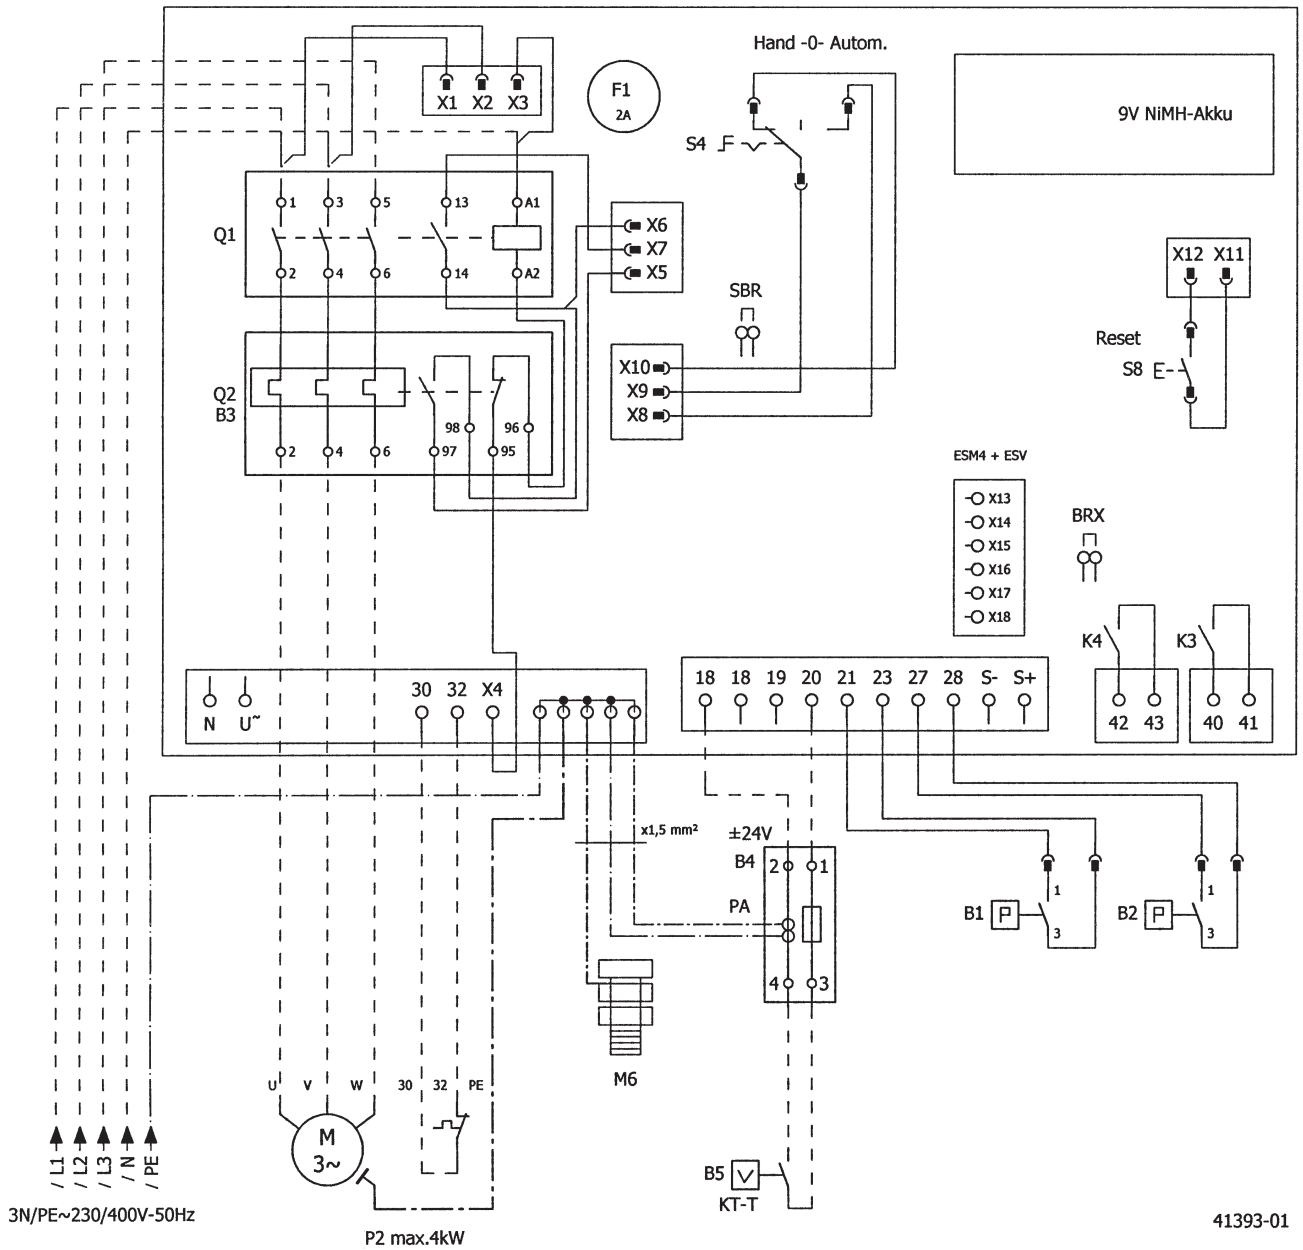 Hand -0- Autom.
F1
2A
9V NiMH-Akku
X1 X2 X3
S4
1 3 5 13 A1
Q1
2 4 6 14 A2
X6
X7
X5
X12 X11
SBR
Reset
S8
X10
X9
X8
Q2
B3
98 96
2 4 6 97 95
ESM4 + ESV
X13
X14
X15
X16
X17
X18
BRX
K4 K3
30 32 X4
18 18 19 20 21 23 27 28 S- S+
N U~
42 43 40 41
x1,5 mm²
±24V
B4
2 1
PA
4 3
B1 P 1 3
B2 P 1 3
M6
U V W 30 32 PE
M
3~
B5
KT-T
/ L1
/ L2
/ L3
/ N
/ PE
3N/PE~230/400V-50Hz
P2 max.4kW
41393-01